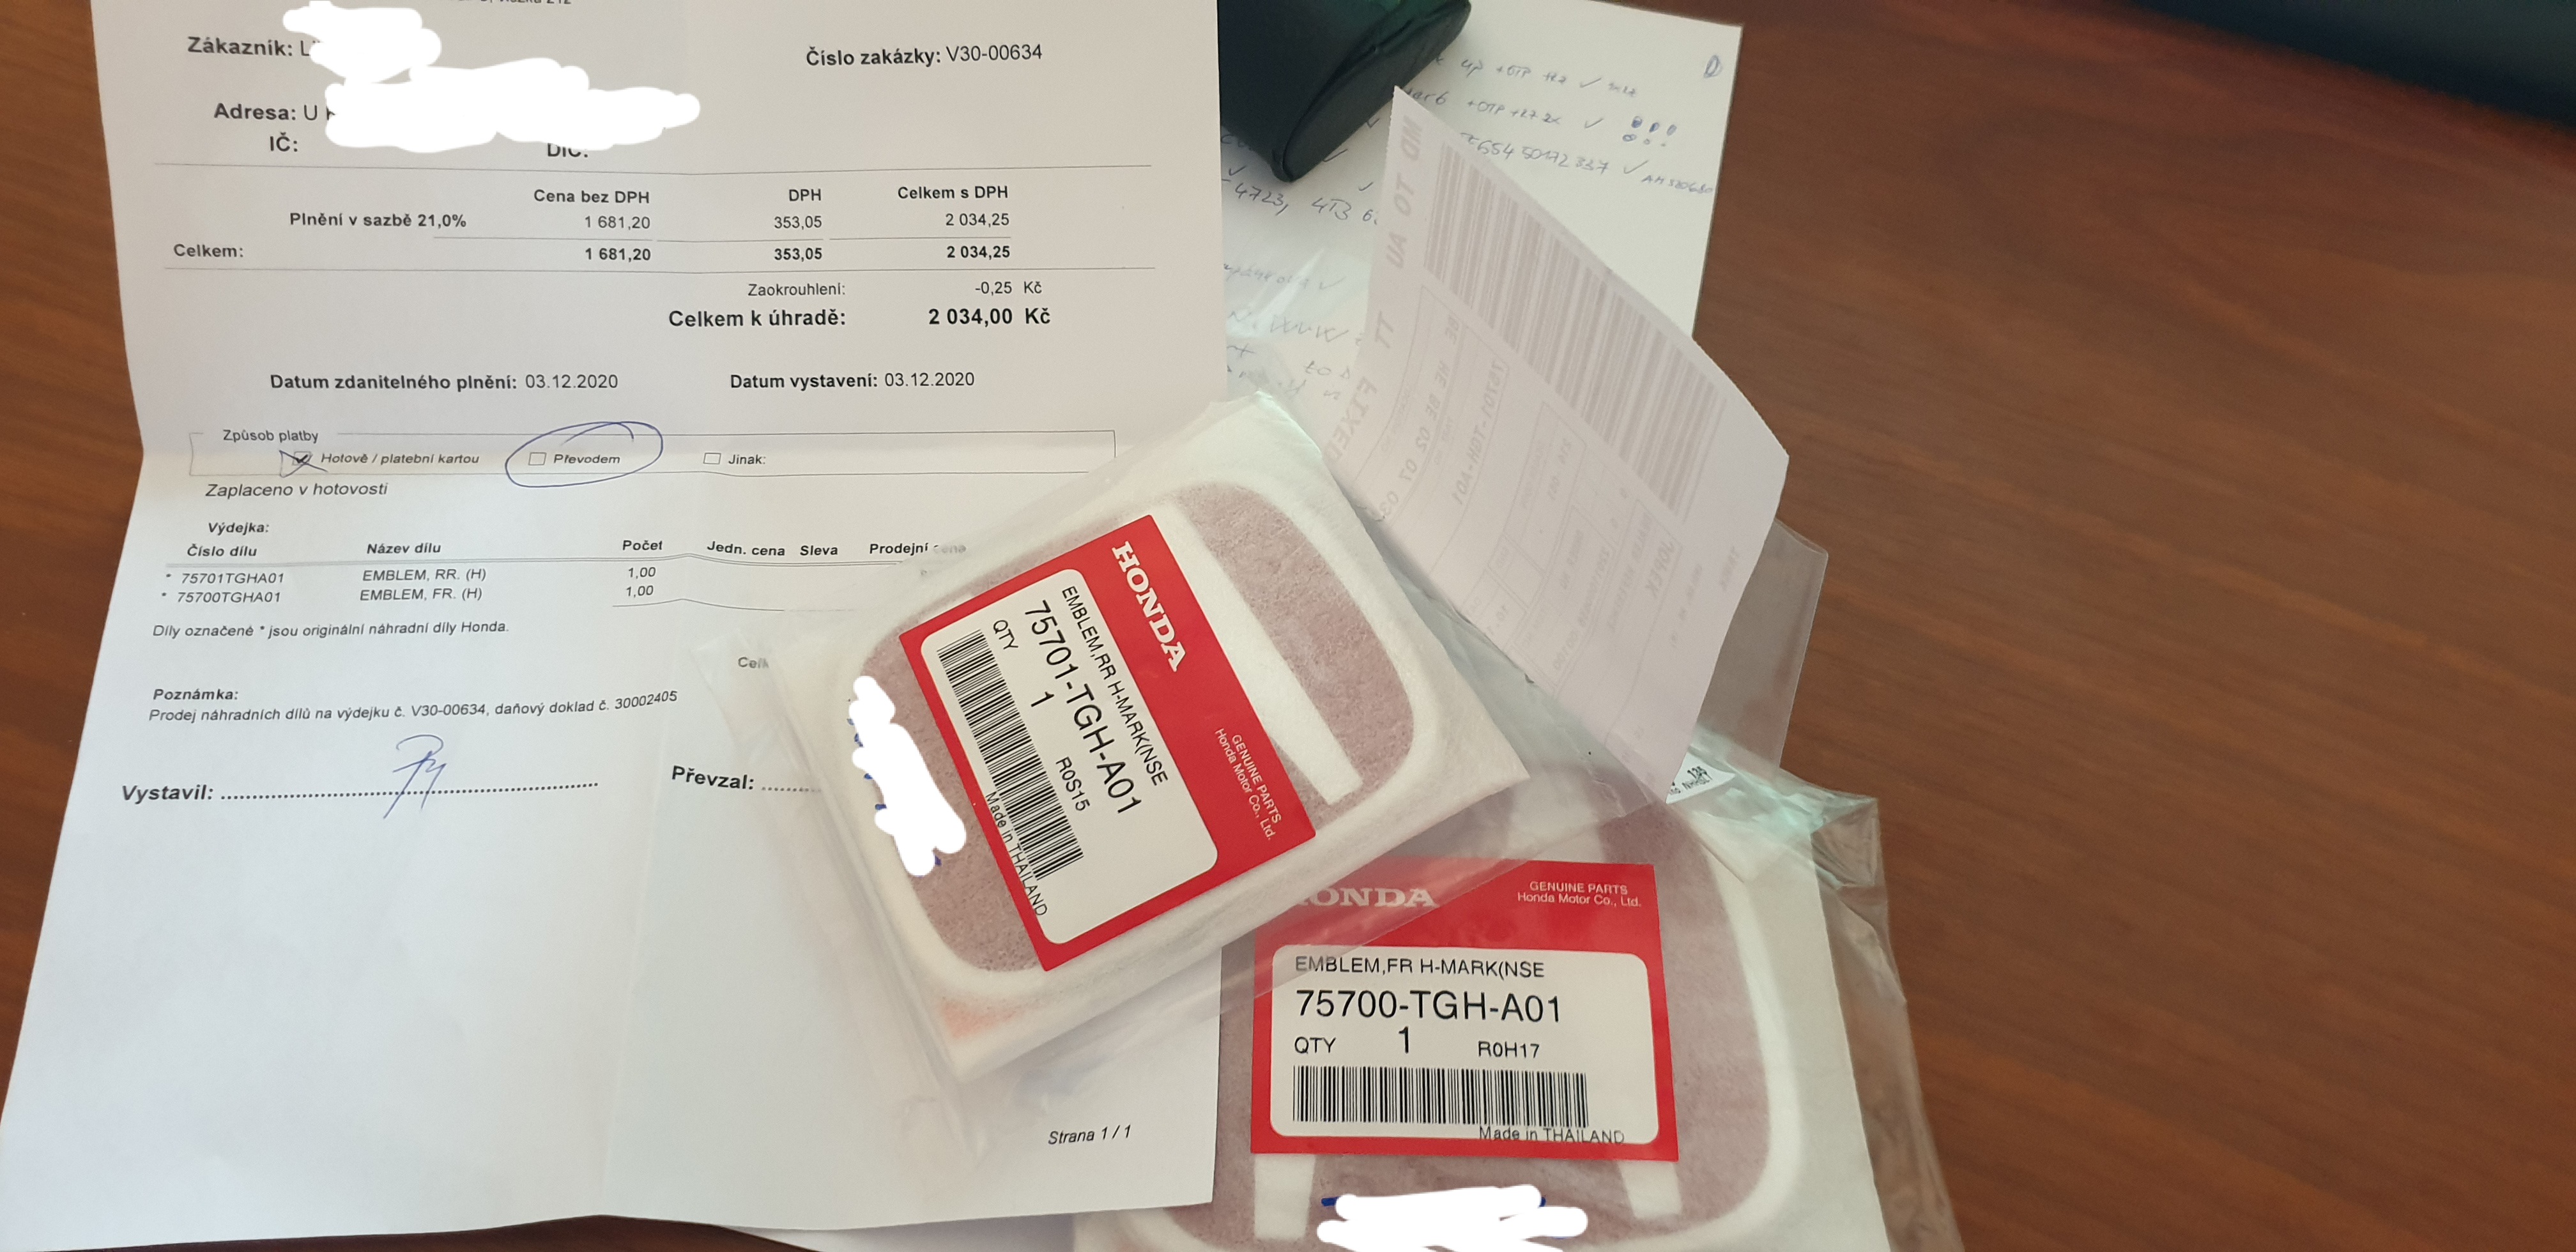 Zákazník:
Číslo zakázky: V30-00634
Adresa: U
IČ:
DIČ:
Cena bez DPH DPH Celkem s DPH
Plnění v sazbě 21,0% 1 681,20 353,05 2 034,25
Celkem: 1 681,20 353,05 2 034,25
Zaokrouhlení: -0,25 Kč
Celkem k úhradě: 2 034,00 Kč
Datum zdanitelného plnění: 03.12.2020 Datum vystavení: 03.12.2020
Způsob platby
Hotově / platební kartou Převodem Jinak:
Zaplaceno v hotovosti
Výdejka:
Číslo dílu Název dílu Počet Jedn. cena Sleva Prodejní cena
* 75701TGHA01 EMBLEM, RR. (H) 1,00
* 75700TGHA01 EMBLEM, FR. (H) 1,00
Díly označené * jsou originální náhradní díly Honda.
Poznámka:
Prodej náhradních dílů na výdejku č. V30-00634, daňový doklad č. 30002405
Vystavil:
Převzal:
Strana 1 / 1
HONDA
GENUINE PARTS
Honda Motor Co., Ltd.
EMBLEM,RR H-MARK(NSE
75701-TGH-A01
QTY 1 R0S15
Made in THAILAND
HONDA
GENUINE PARTS
Honda Motor Co., Ltd.
EMBLEM,FR H-MARK(NSE
75700-TGH-A01
QTY 1 R0H17
Made in THAILAND